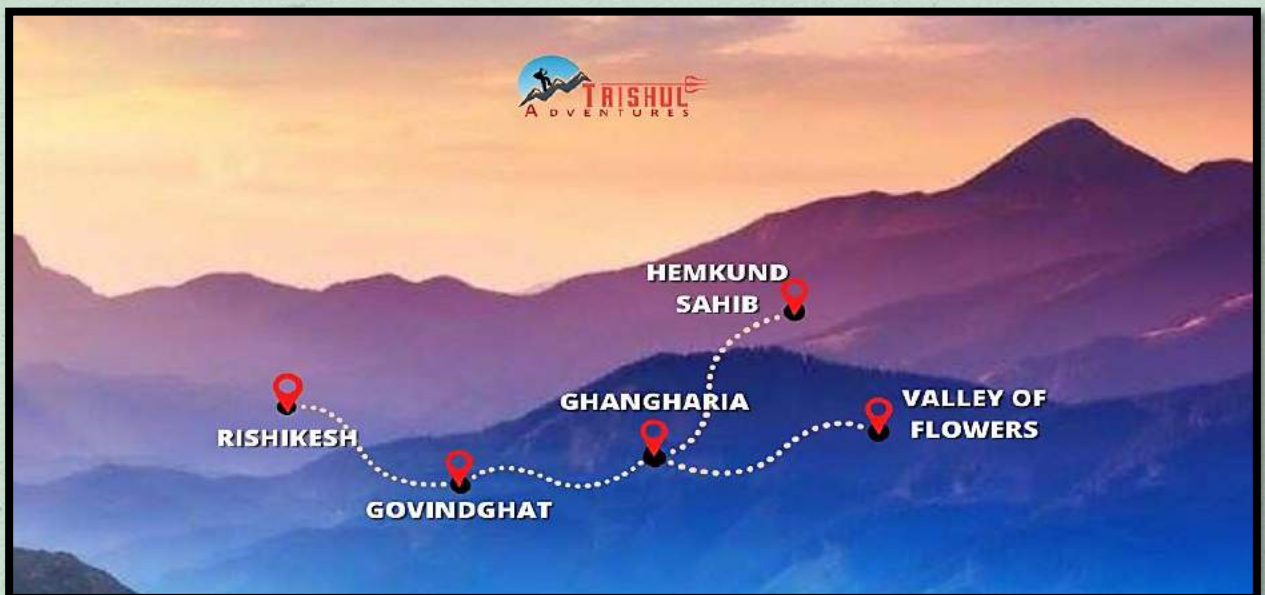 TRISHUL
ADVENTURES
HEMKUND
SAHIB
GHANGHARIA
VALLEY OF
FLOWERS
RISHIKESH
GOVINDGHAT